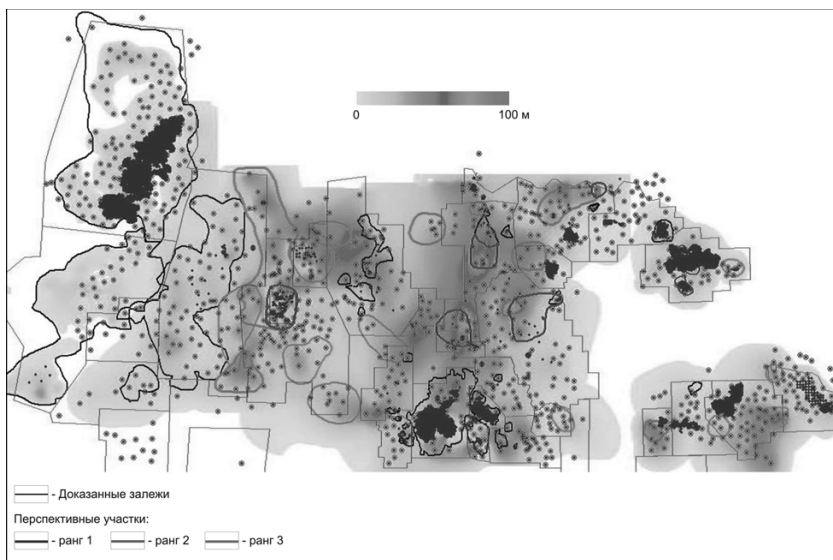 0 100 м
- Доказанные залежи
Перспективные участки:
- ранг 1 - ранг 2 - ранг 3